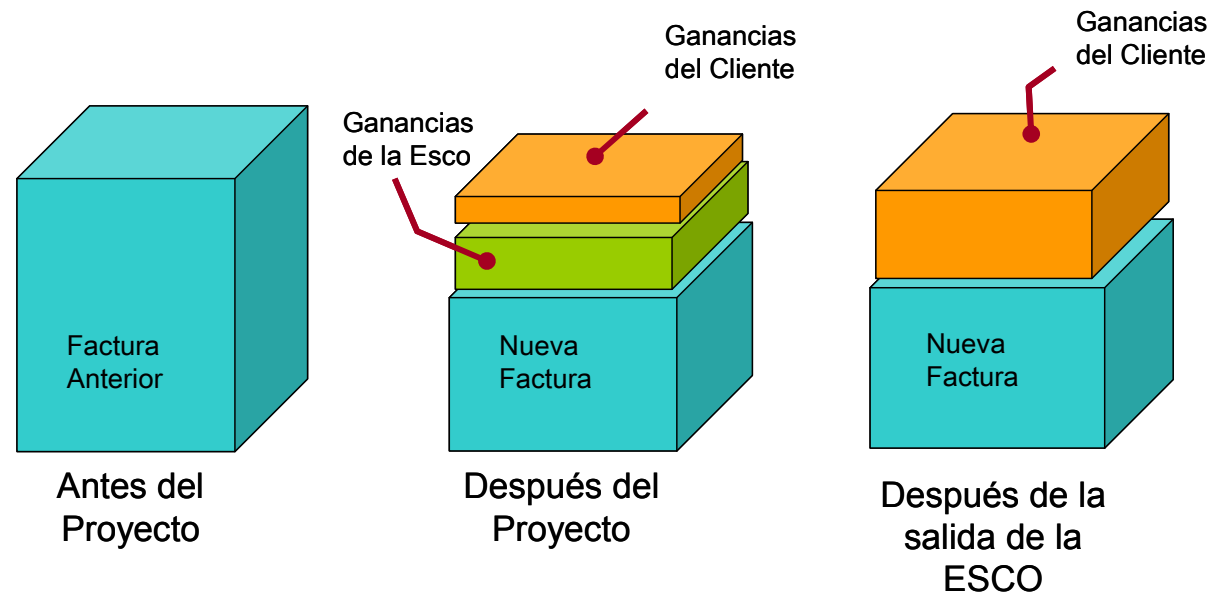 Factura
Anterior
Antes del
Proyecto
Ganancias
de la Esco
Ganancias
del Cliente
Nueva
Factura
Después del
Proyecto
Ganancias
del Cliente
Nueva
Factura
Después de la
salida de la
ESCO